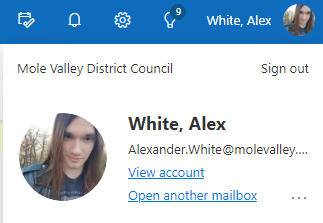 9
White, Alex
Mole Valley District Council
Sign out
White, Alex
Alexander.White@molevalley....
View account
Open another mailbox
...